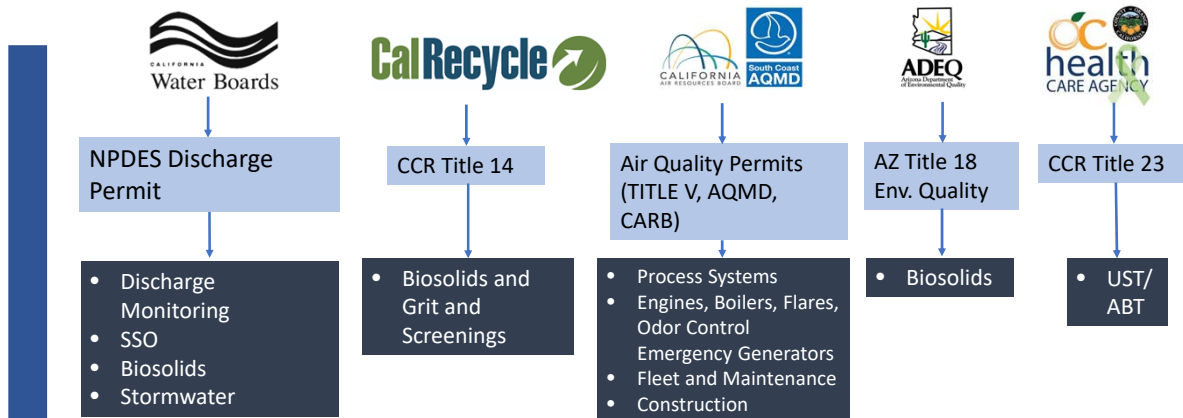 CALIFORNIA
Water Boards
CalRecycle
CALIFORNIA
AIR RESOURCES BOARD
South Coast
AQMD
ADEQ
Arizona Department
of Environmental Quality
OC
health
CARE AGENCY
NPDES Discharge
Permit
CCR Title 14
Air Quality Permits
(TITLE V, AQMD,
CARB)
AZ Title 18
Env. Quality
CCR Title 23
• Discharge
Monitoring
• SSO
• Biosolids
• Stormwater
• Biosolids and
Grit and
Screenings
• Process Systems
• Engines, Boilers, Flares,
Odor Control
Emergency Generators
• Fleet and Maintenance
• Construction
• Biosolids
• UST/
ABT